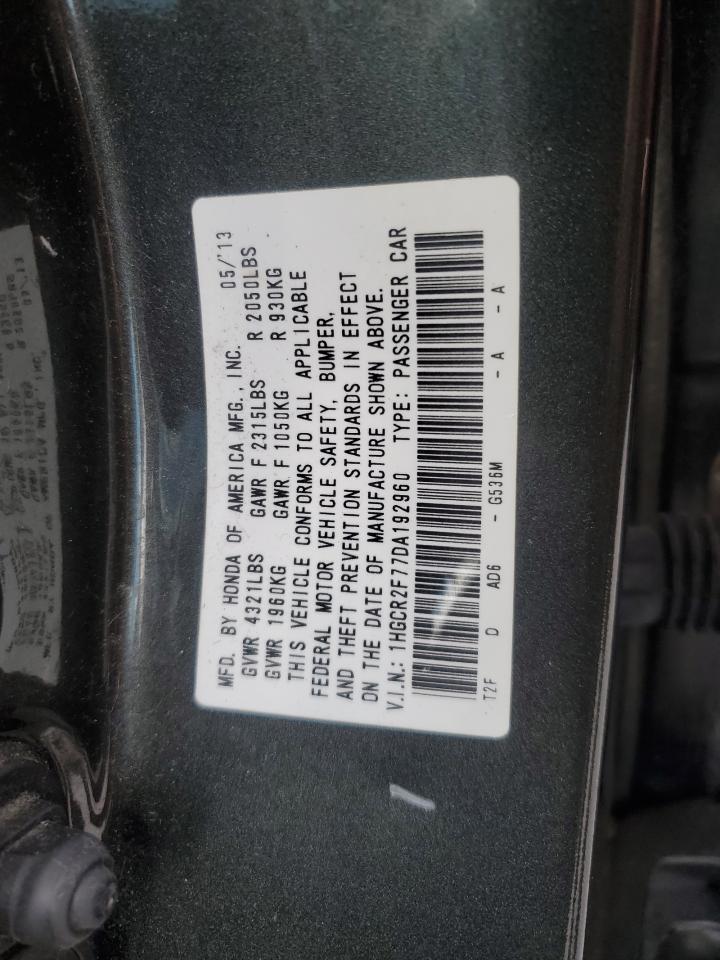 MFD. BY HONDA OF AMERICA MFG., INC. 05/'13
GVWR 4321LBS GAWR F 2315LBS R 2050LBS
GVWR 1960KG GAWR F 1050KG R 930KG
THIS VEHICLE CONFORMS TO ALL APPLICABLE
FEDERAL MOTOR VEHICLE SAFETY, BUMPER,
AND THEFT PREVENTION STANDARDS IN EFFECT
ON THE DATE OF MANUFACTURE SHOWN ABOVE.
V.I.N.: 1HGCR2F77DA192960 TYPE: PASSENGER CAR
T2F D AD6 - G536M - A - A